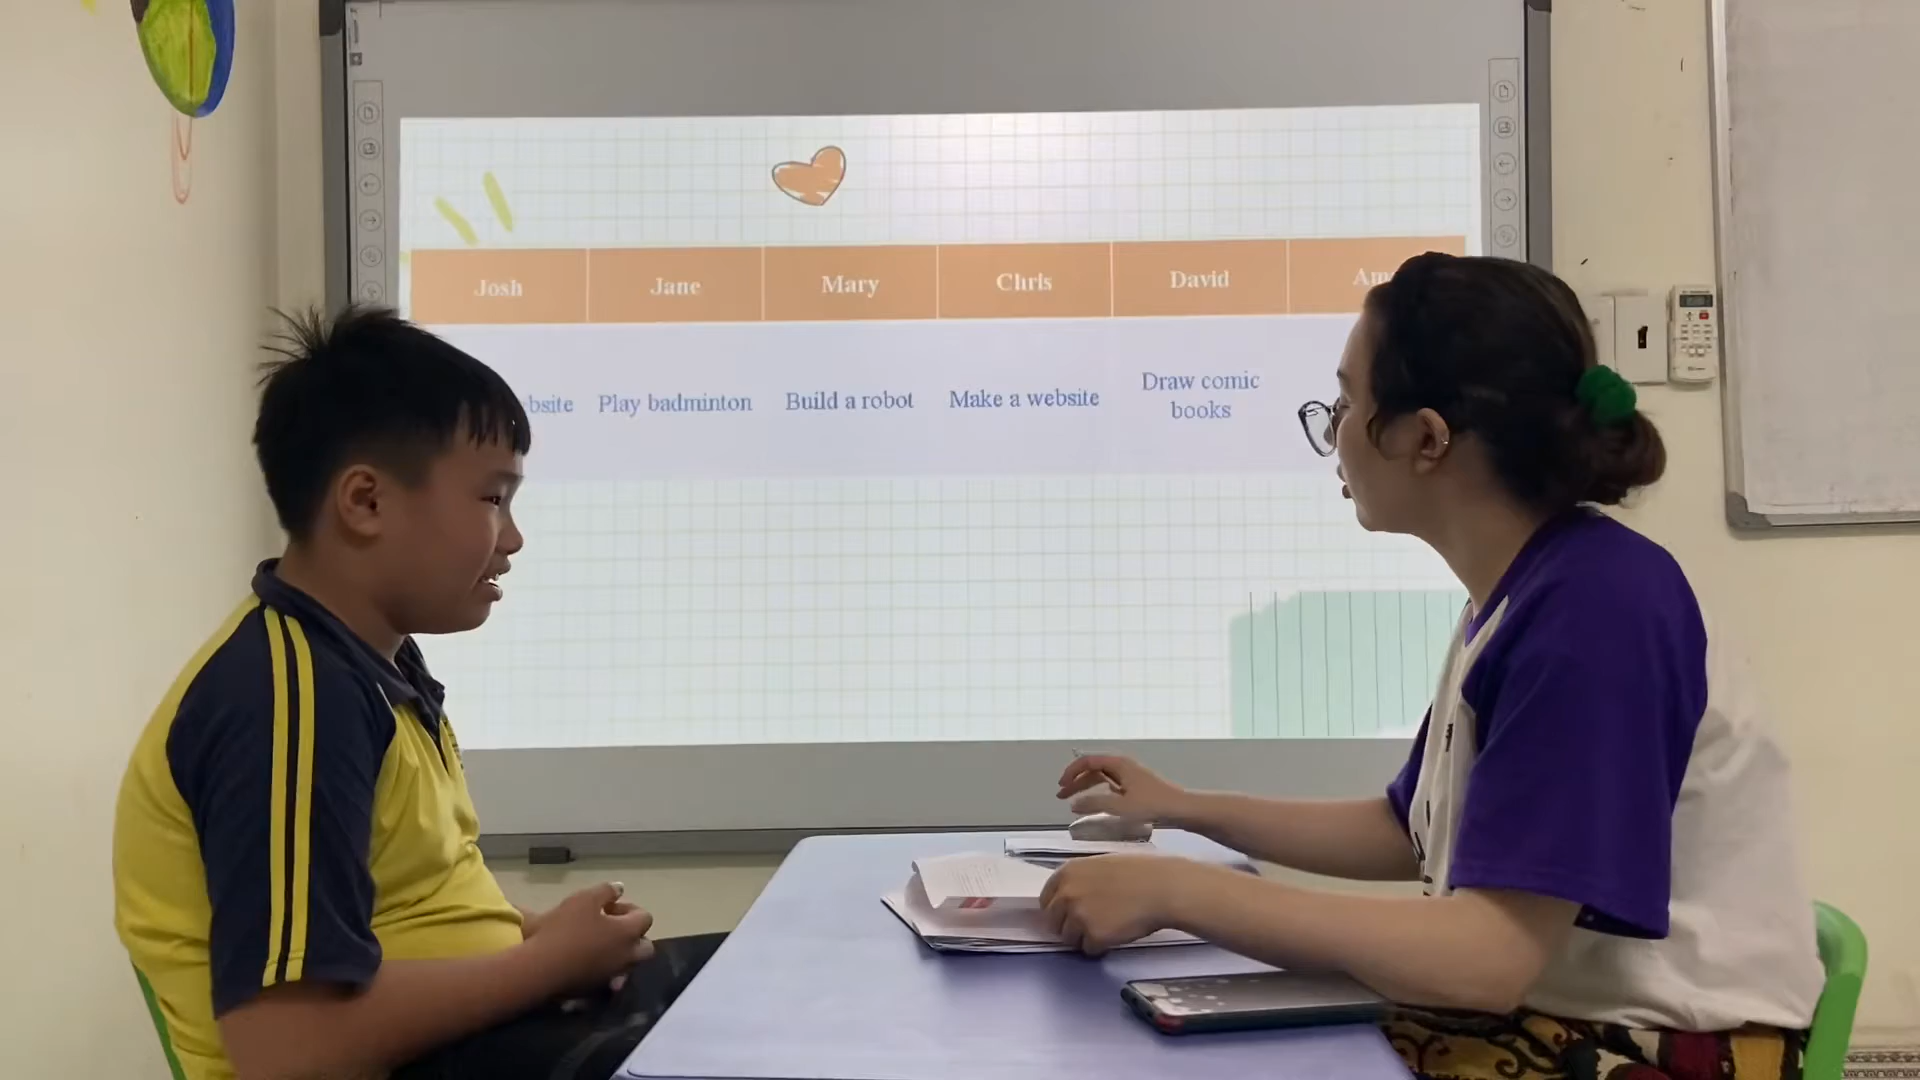 Josh Jane Mary Chris David
Play badminton Build a robot Make a website Draw comic
books